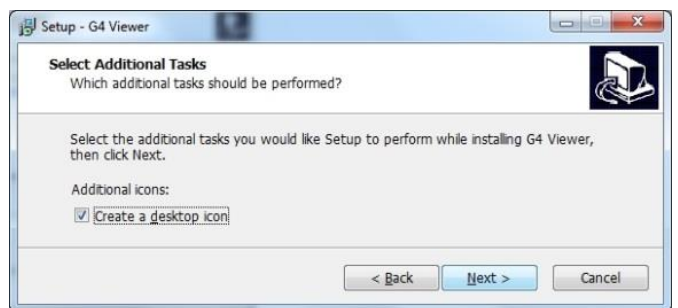 Setup - G4 Viewer
Select Additional Tasks
Which additional tasks should be performed?
Select the additional tasks you would like Setup to perform while installing G4 Viewer,
then click Next.
Additional icons:
Create a desktop icon
< Back Next > Cancel